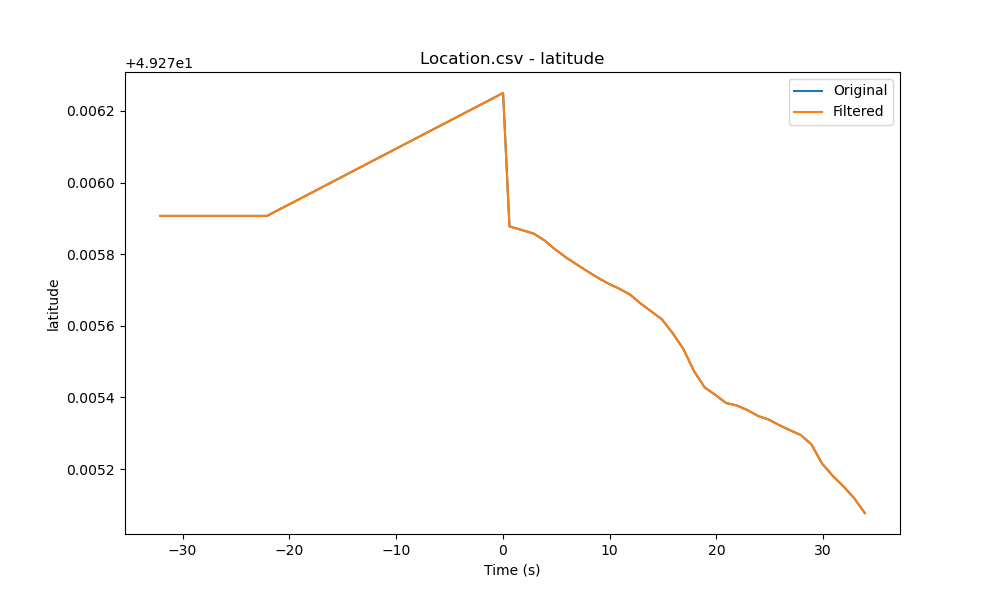 Location.csv - latitude
+4.927e1
Original
Filtered
0.0062
0.0060
0.0058
0.0056
0.0054
0.0052
latitude
−30
−20
−10
0
10
20
30
Time (s)